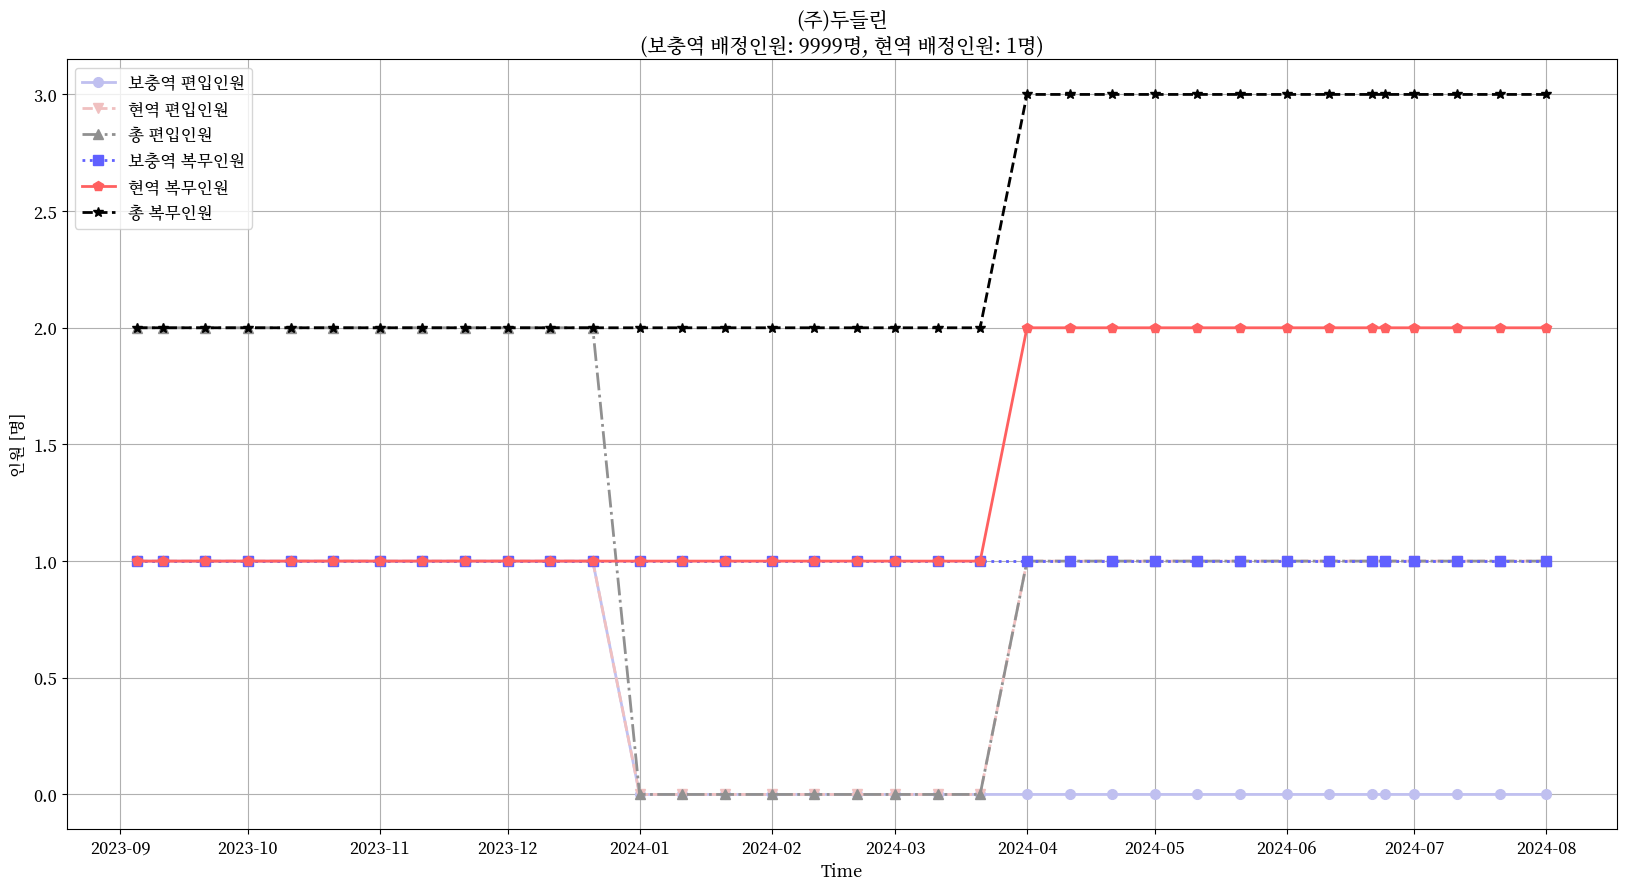 (주)두들린
(보충역 배정인원: 9999명, 현역 배정인원: 1명)
보충역 편입인원
현역 편입인원
총 편입인원
보충역 복무인원
현역 복무인원
총 복무인원
3.0
2.5
2.0
1.5
1.0
0.5
0.0
인원 [명]
2023-09
2023-10
2023-11
2023-12
2024-01
2024-02
2024-03
2024-04
2024-05
2024-06
2024-07
2024-08
Time